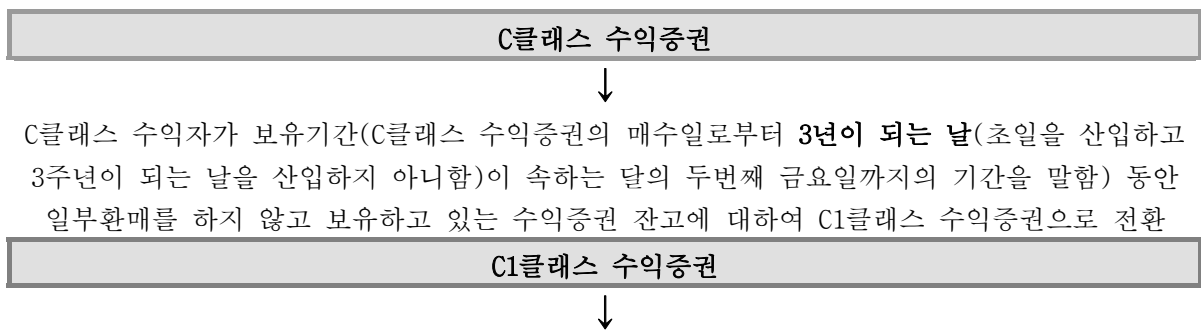 C클래스 수익증권
↓
C클래스 수익자가 보유기간(C클래스 수익증권의 매수일로부터 3년이 되는 날(초일을 산입하고
3주년이 되는 날을 산입하지 아니함)이 속하는 달의 두번째 금요일까지의 기간을 말함) 동안
일부환매를 하지 않고 보유하고 있는 수익증권 잔고에 대하여 C1클래스 수익증권으로 전환
C1클래스 수익증권
↓